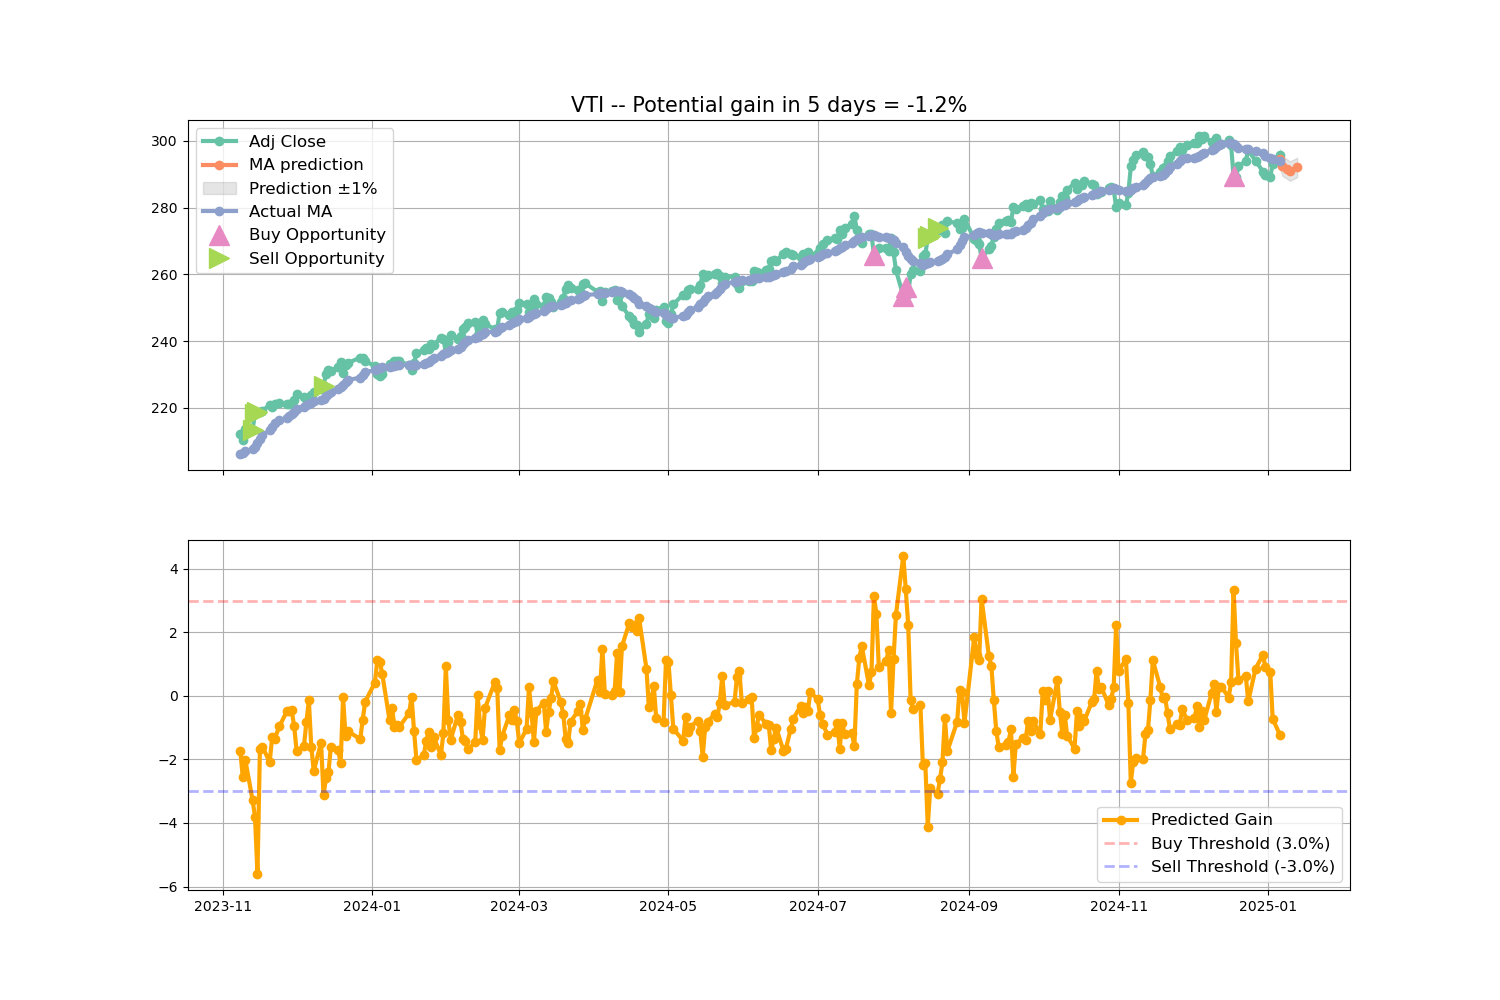 VTI -- Potential gain in 5 days = -1.2%
300
280
260
240
220
Adj Close
MA prediction
Prediction ±1%
Actual MA
Buy Opportunity
Sell Opportunity
4
2
0
−2
−4
−6
Predicted Gain
Buy Threshold (3.0%)
Sell Threshold (-3.0%)
2023-11 2024-01 2024-03 2024-05 2024-07 2024-09 2024-11 2025-01